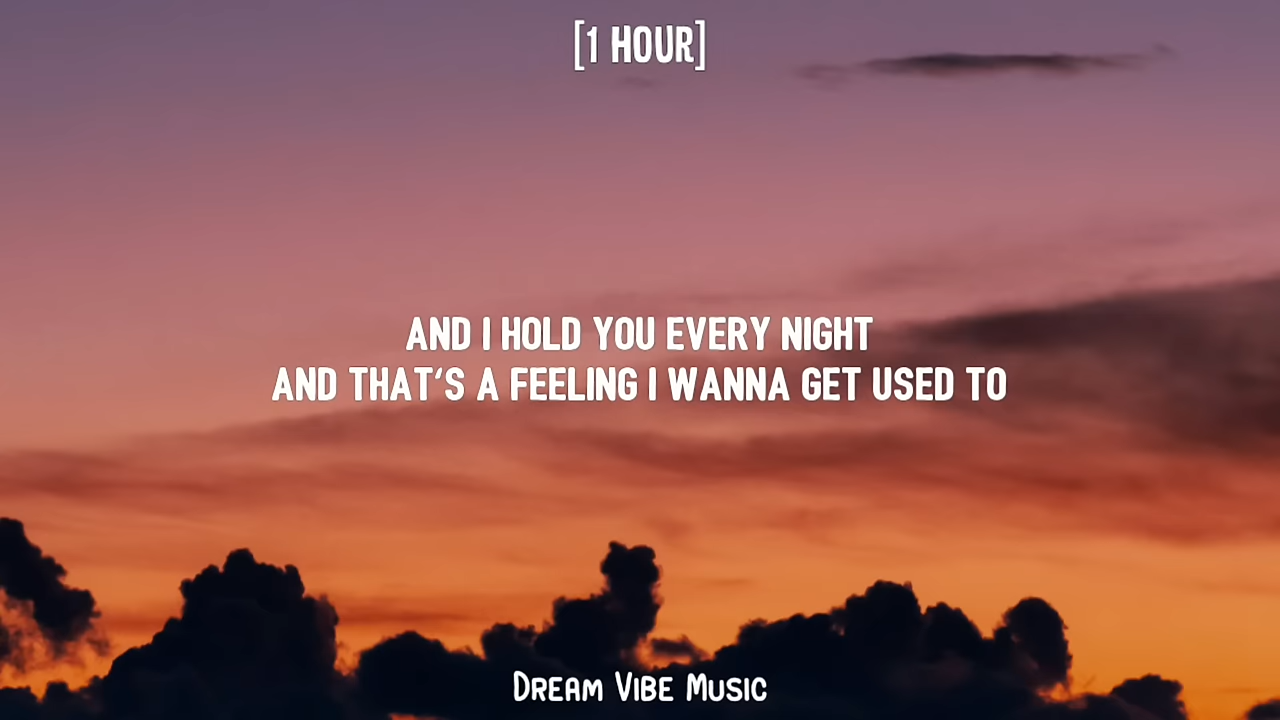 [1 HOUR]
AND I HOLD YOU EVERY NIGHT
AND THAT'S A FEELING I WANNA GET USED TO
DREAM VIBE MUSIC